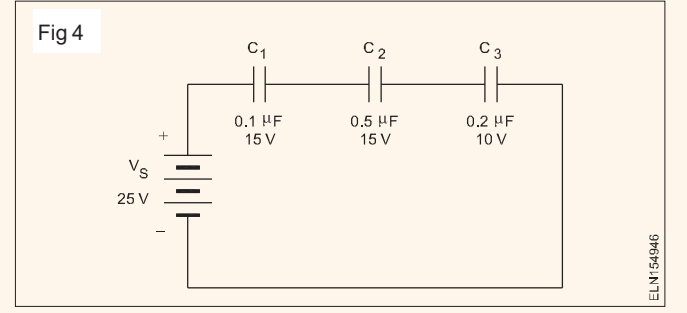 Fig 4
C1 C2 C3
0.1 µF 0.5 µF 0.2 µF
15 V 15 V 10 V
+
VS
25 V
–
ELN154946